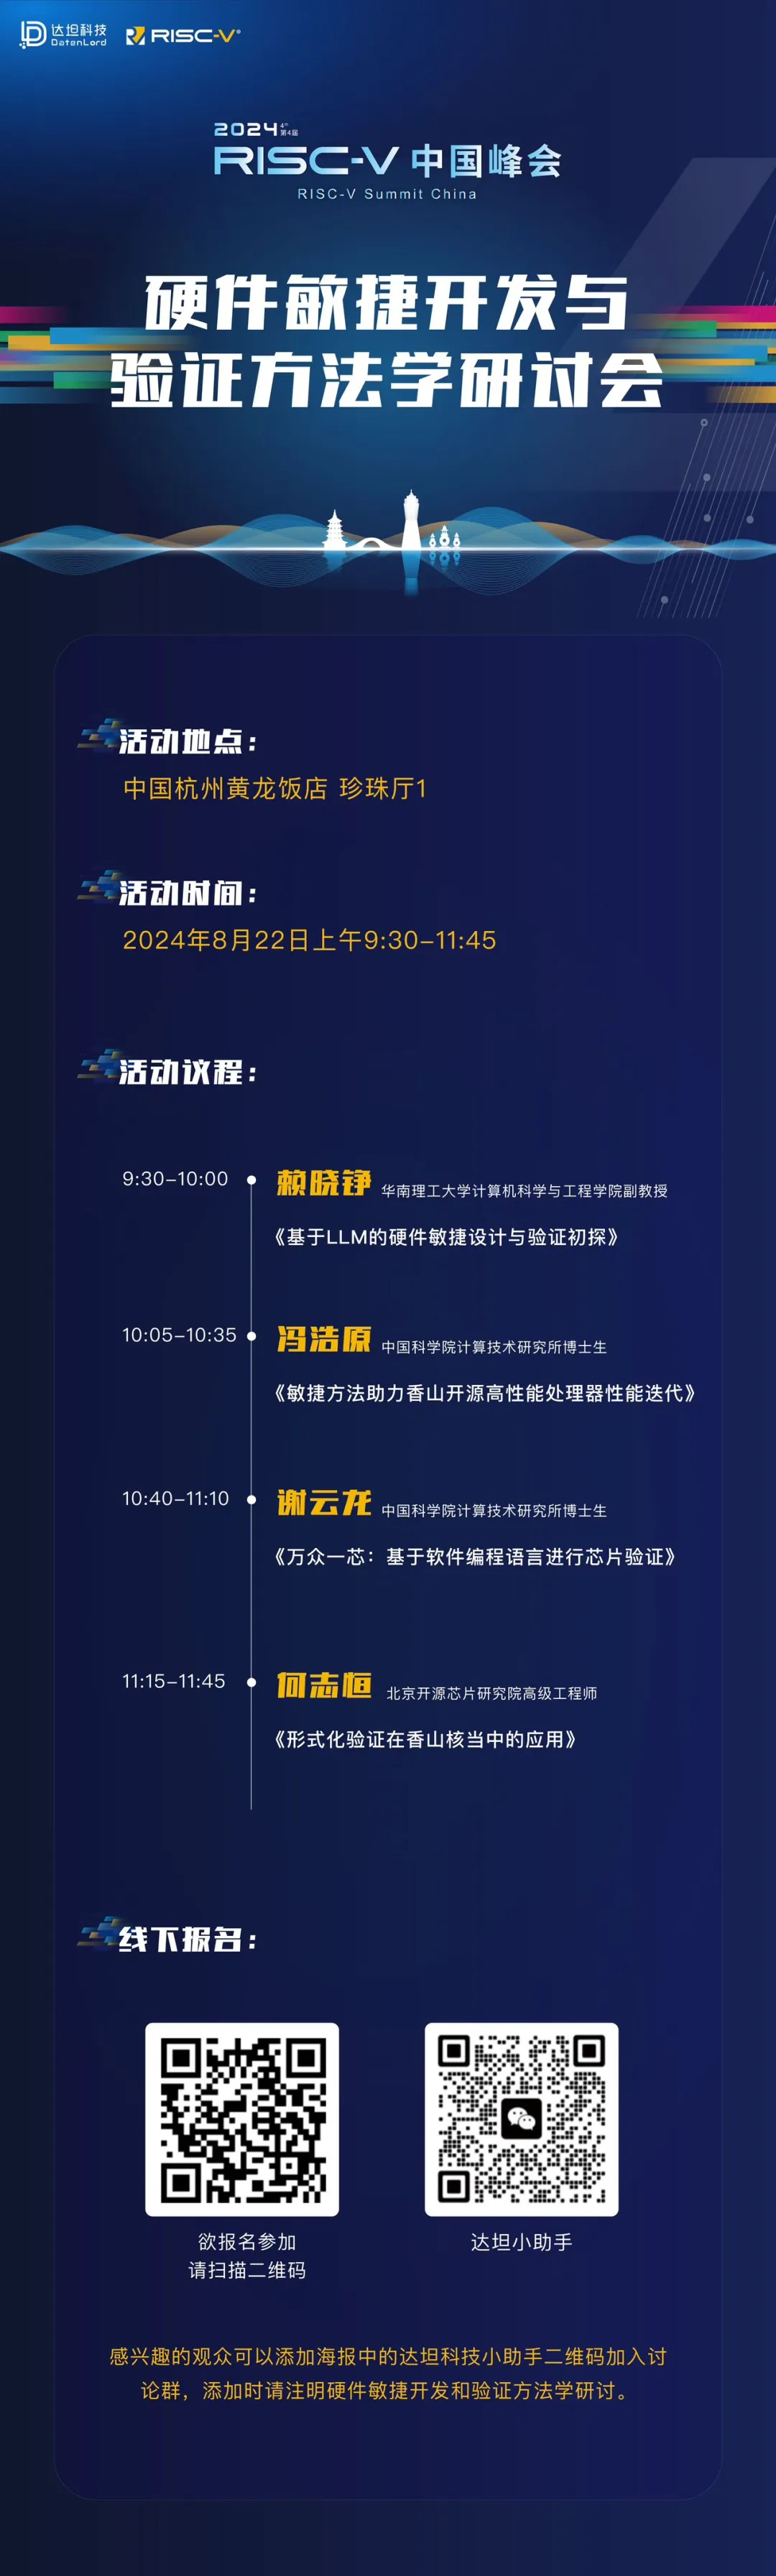 达坦科技
DatenLord
RISC-V®
2024 4th 第4届
RISC-V 中国峰会
RISC-V Summit China
硬件敏捷开发与
验证方法学研讨会
活动地点：
中国杭州黄龙饭店 珍珠厅1
活动时间：
2024年8月22日上午9:30-11:45
活动议程：
9:30-10:00 赖晓铮 华南理工大学计算机科学与工程学院副教授
《基于LLM的硬件敏捷设计与验证初探》
10:05-10:35 冯浩原 中国科学院计算技术研究所博士生
《敏捷方法助力香山开源高性能处理器性能迭代》
10:40-11:10 谢云龙 中国科学院计算技术研究所博士生
《万众一芯：基于软件编程语言进行芯片验证》
11:15-11:45 何志恒 北京开源芯片研究院高级工程师
《形式化验证在香山核当中的应用》
线下报名：
欲报名参加
请扫描二维码
达坦小助手
感兴趣的观众可以添加海报中的达坦科技小助手二维码加入讨
论群，添加时请注明硬件敏捷开发和验证方法学研讨。